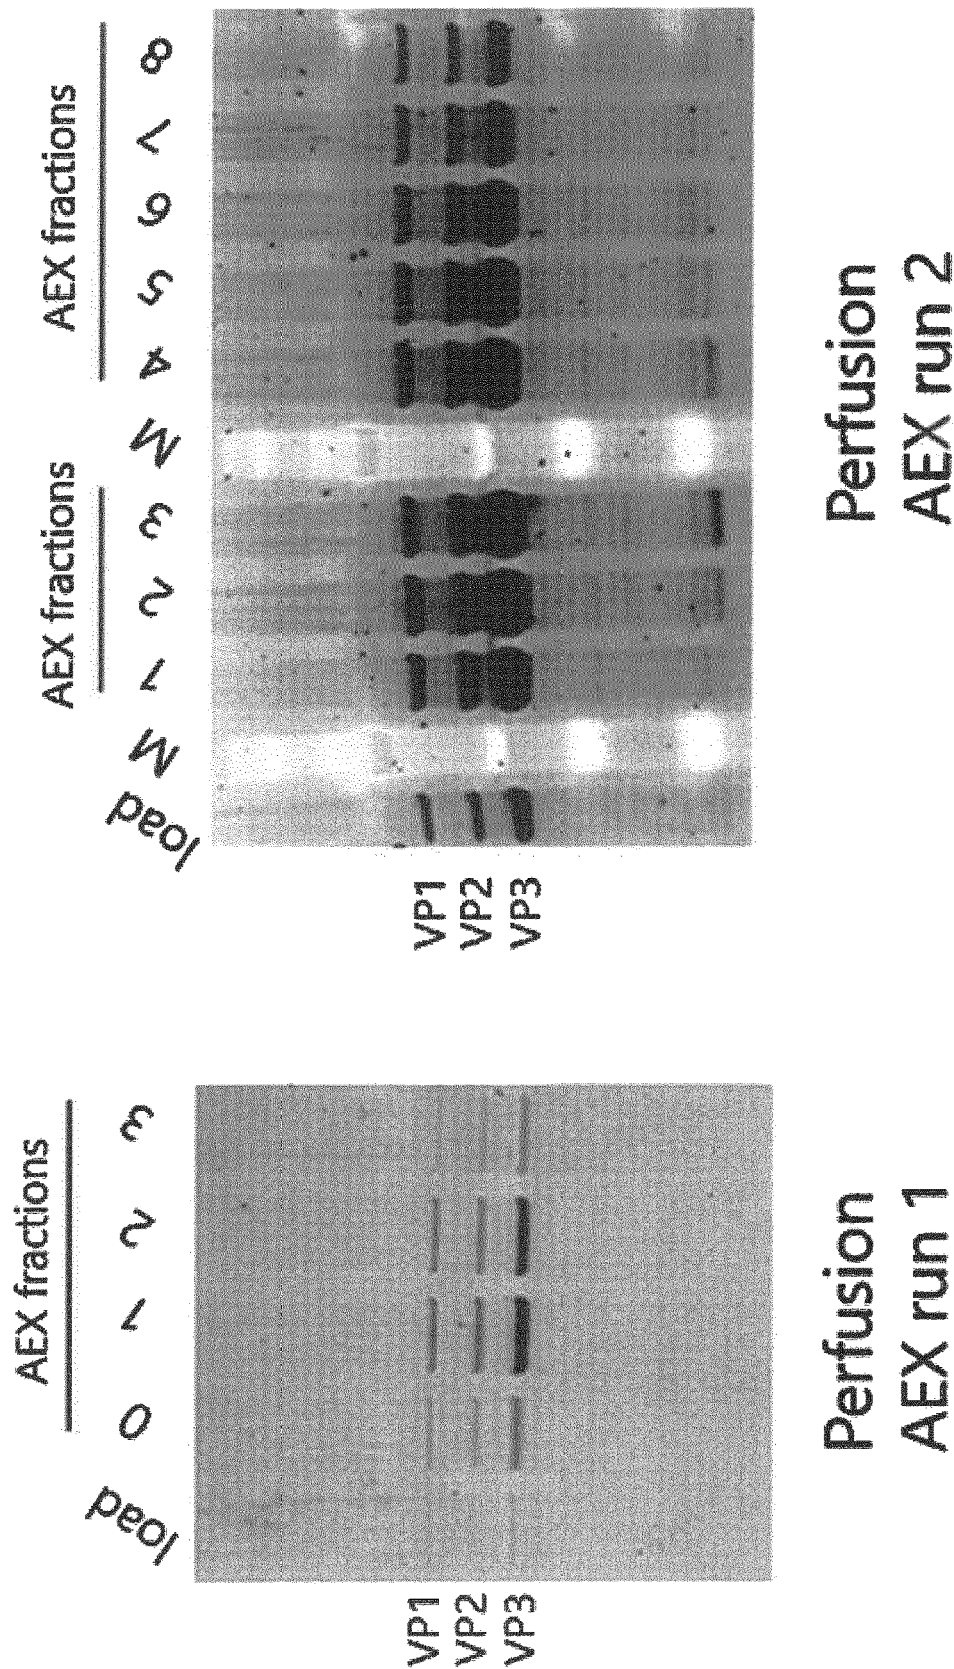 AEX fractions
load 0 1 2 3
VP1
VP2
VP3
Perfusion
AEX run 1
AEX fractions AEX fractions
load M 1 2 3 M 4 5 6 7 8
VP1
VP2
VP3
Perfusion
AEX run 2